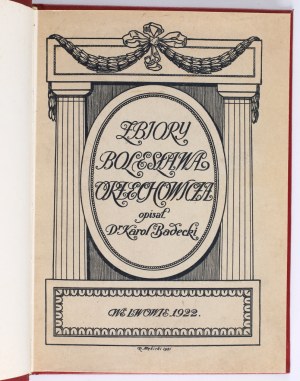 ZBIORY
BOLESŁAWA
ORZECHOWICZA
opisał
Dr Karol Badecki
WE LWOWIE 1922.